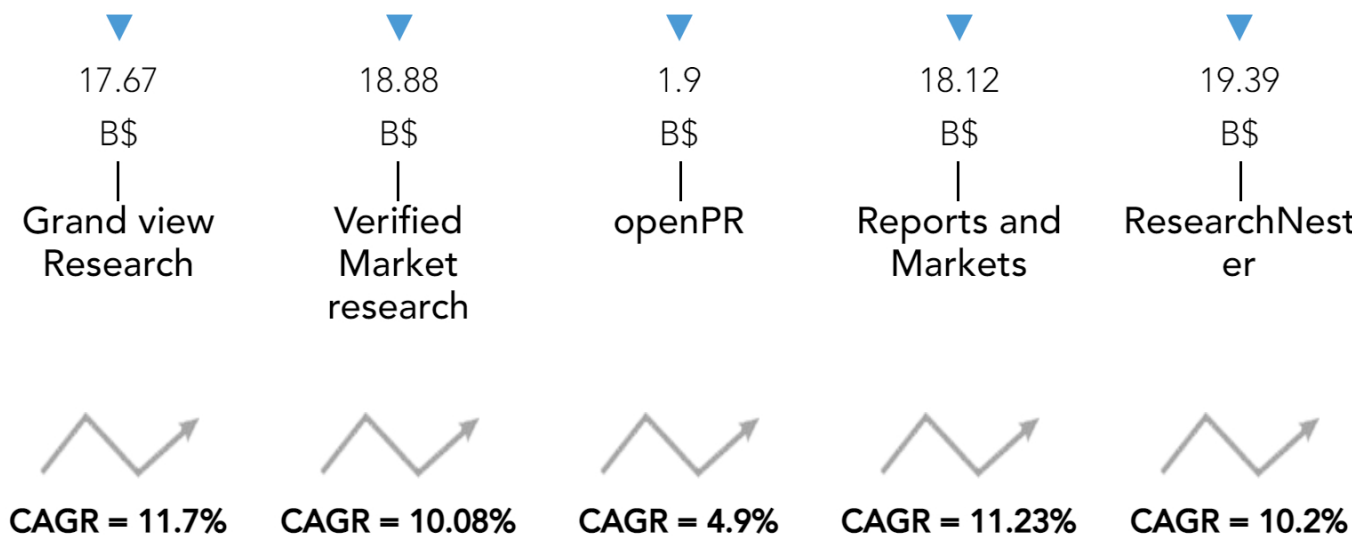 17.67
B$
Grand view
Research
CAGR = 11.7%
18.88
B$
Verified
Market
research
CAGR = 10.08%
1.9
B$
openPR
CAGR = 4.9%
18.12
B$
Reports and
Markets
CAGR = 11.23%
19.39
B$
ResearchNest
er
CAGR = 10.2%